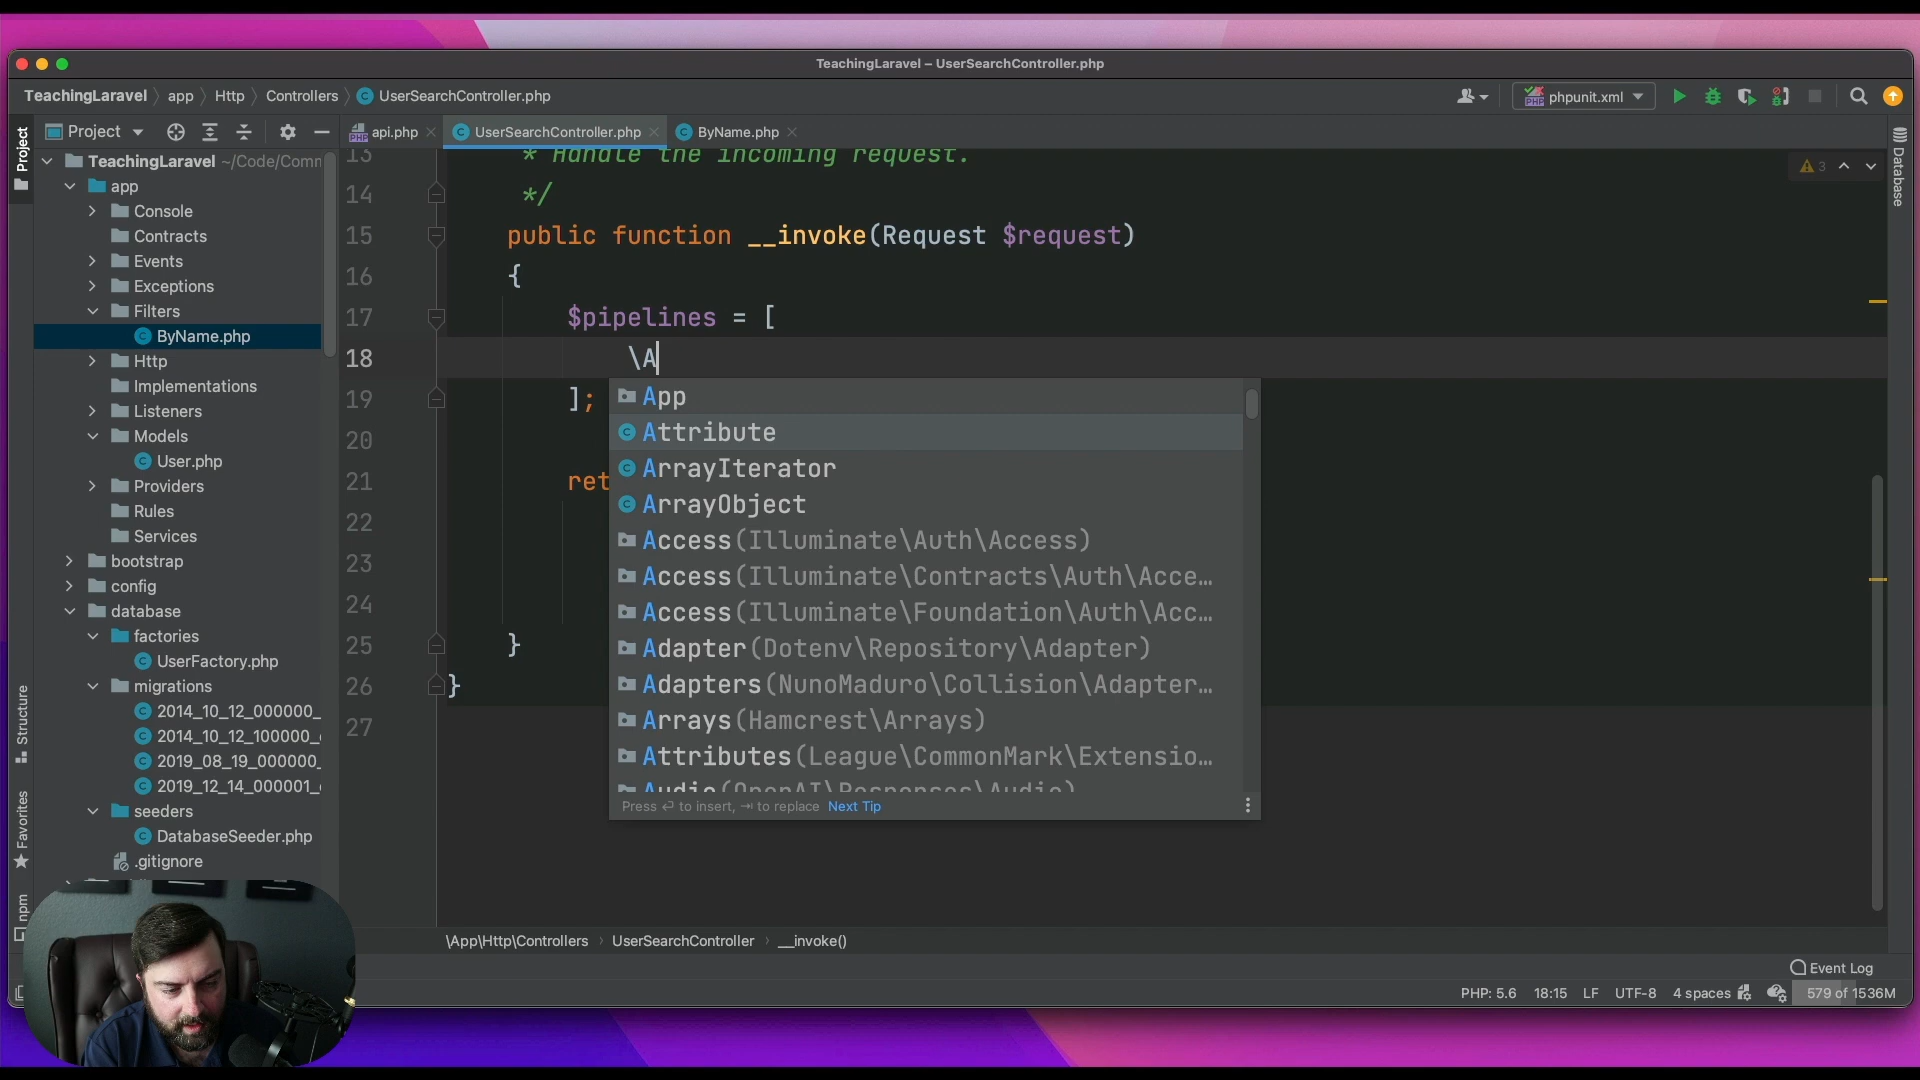 TeachingLaravel – UserSearchController.php
TeachingLaravel app Http Controllers UserSearchController.php
phpunit.xml
Project
api.php UserSearchController.php ByName.php
Project
Structure
Favorites
npm
Database
TeachingLaravel ~/Code/Comm
app
Console
Contracts
Events
Exceptions
Filters
ByName.php
Http
Implementations
Listeners
Models
User.php
Providers
Rules
Services
bootstrap
config
database
factories
UserFactory.php
migrations
2014_10_12_000000_
2014_10_12_100000_
2019_08_19_000000_
2019_12_14_000001_
seeders
DatabaseSeeder.php
.gitignore
3
13 * Handle the incoming request.
14 */
15 public function __invoke(Request $request)
16 {
17 $pipelines = [
18 \A
19 ];
20
21 ret
22
23
24
25 }
26 }
27
App
Attribute
ArrayIterator
ArrayObject
Access(Illuminate\Auth\Access)
Access(Illuminate\Contracts\Auth\Acce…
Access(Illuminate\Foundation\Auth\Acc…
Adapter(Dotenv\Repository\Adapter)
Adapters(NunoMaduro\Collision\Adapter…
Arrays(Hamcrest\Arrays)
Attributes(League\CommonMark\Extensio…
Audio(OpenAI\Responses\Audio)
Press ↵ to insert, ⇥ to replace Next Tip
\App\Http\Controllers UserSearchController __invoke()
Event Log
PHP: 5.6 18:15 LF UTF-8 4 spaces 579 of 1536M